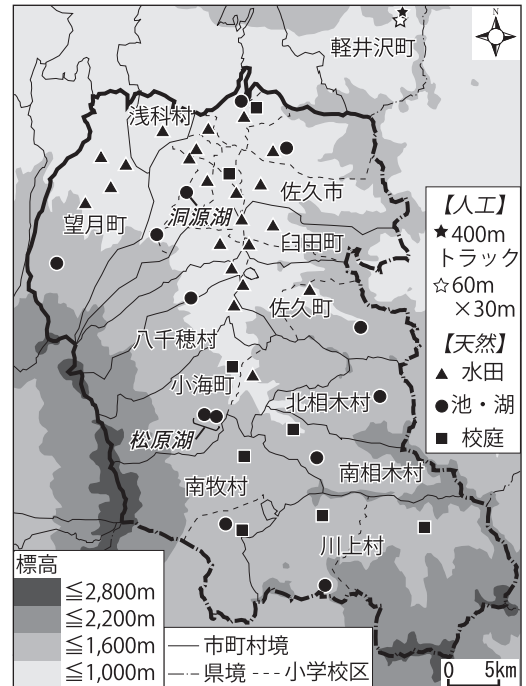 N
軽井沢町
浅科村
佐久市
洞源湖
望月町
臼田町
佐久町
八千穂村
小海町
北相木村
松原湖
南相木村
南牧村
川上村
【人工】
★400m
トラック
☆60m
×30m
【天然】
▲ 水田
●池・湖
■ 校庭
標高
≦2,800m
≦2,200m
≦1,600m
≦1,000m
市町村境
県境
小学校区
0 5km